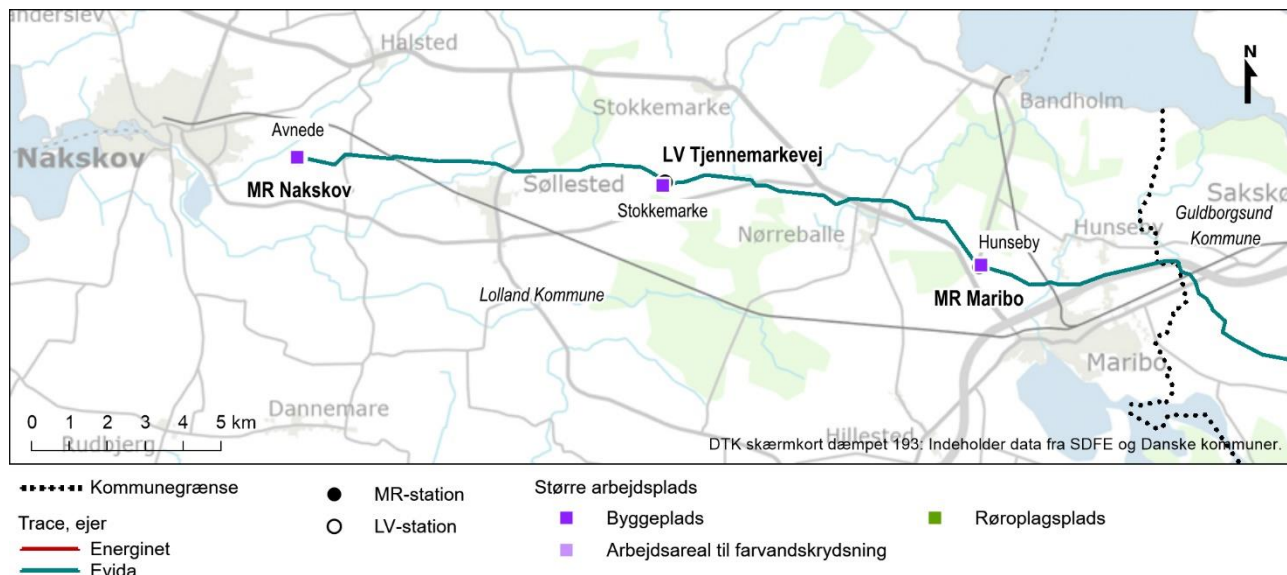 anderslev
Halsted
N
Stokkemarke
Bandholm
Avnede
Nakskov
LV Tjennemarkevej
MR Nakskov
Søllested
Sakskø
Stokkemarke
Guldborgsund
Kommune
Nørreballe
Hunseby
Hunseby
Lolland Kommune
MR Maribo
Maribo
0 1 2 3 4 5 km
Dannemare
Rudbjerg
Hillested
DTK skærmkort dæmpet 193: Indeholder data fra SDFE og Danske kommuner.
Kommunegrænse
Trace, ejer
Energinet
Evida
MR-station
LV-station
Større arbejdsplads
Byggeplads
Arbejdsareal til farvandskrydsning
Røroplagsplads